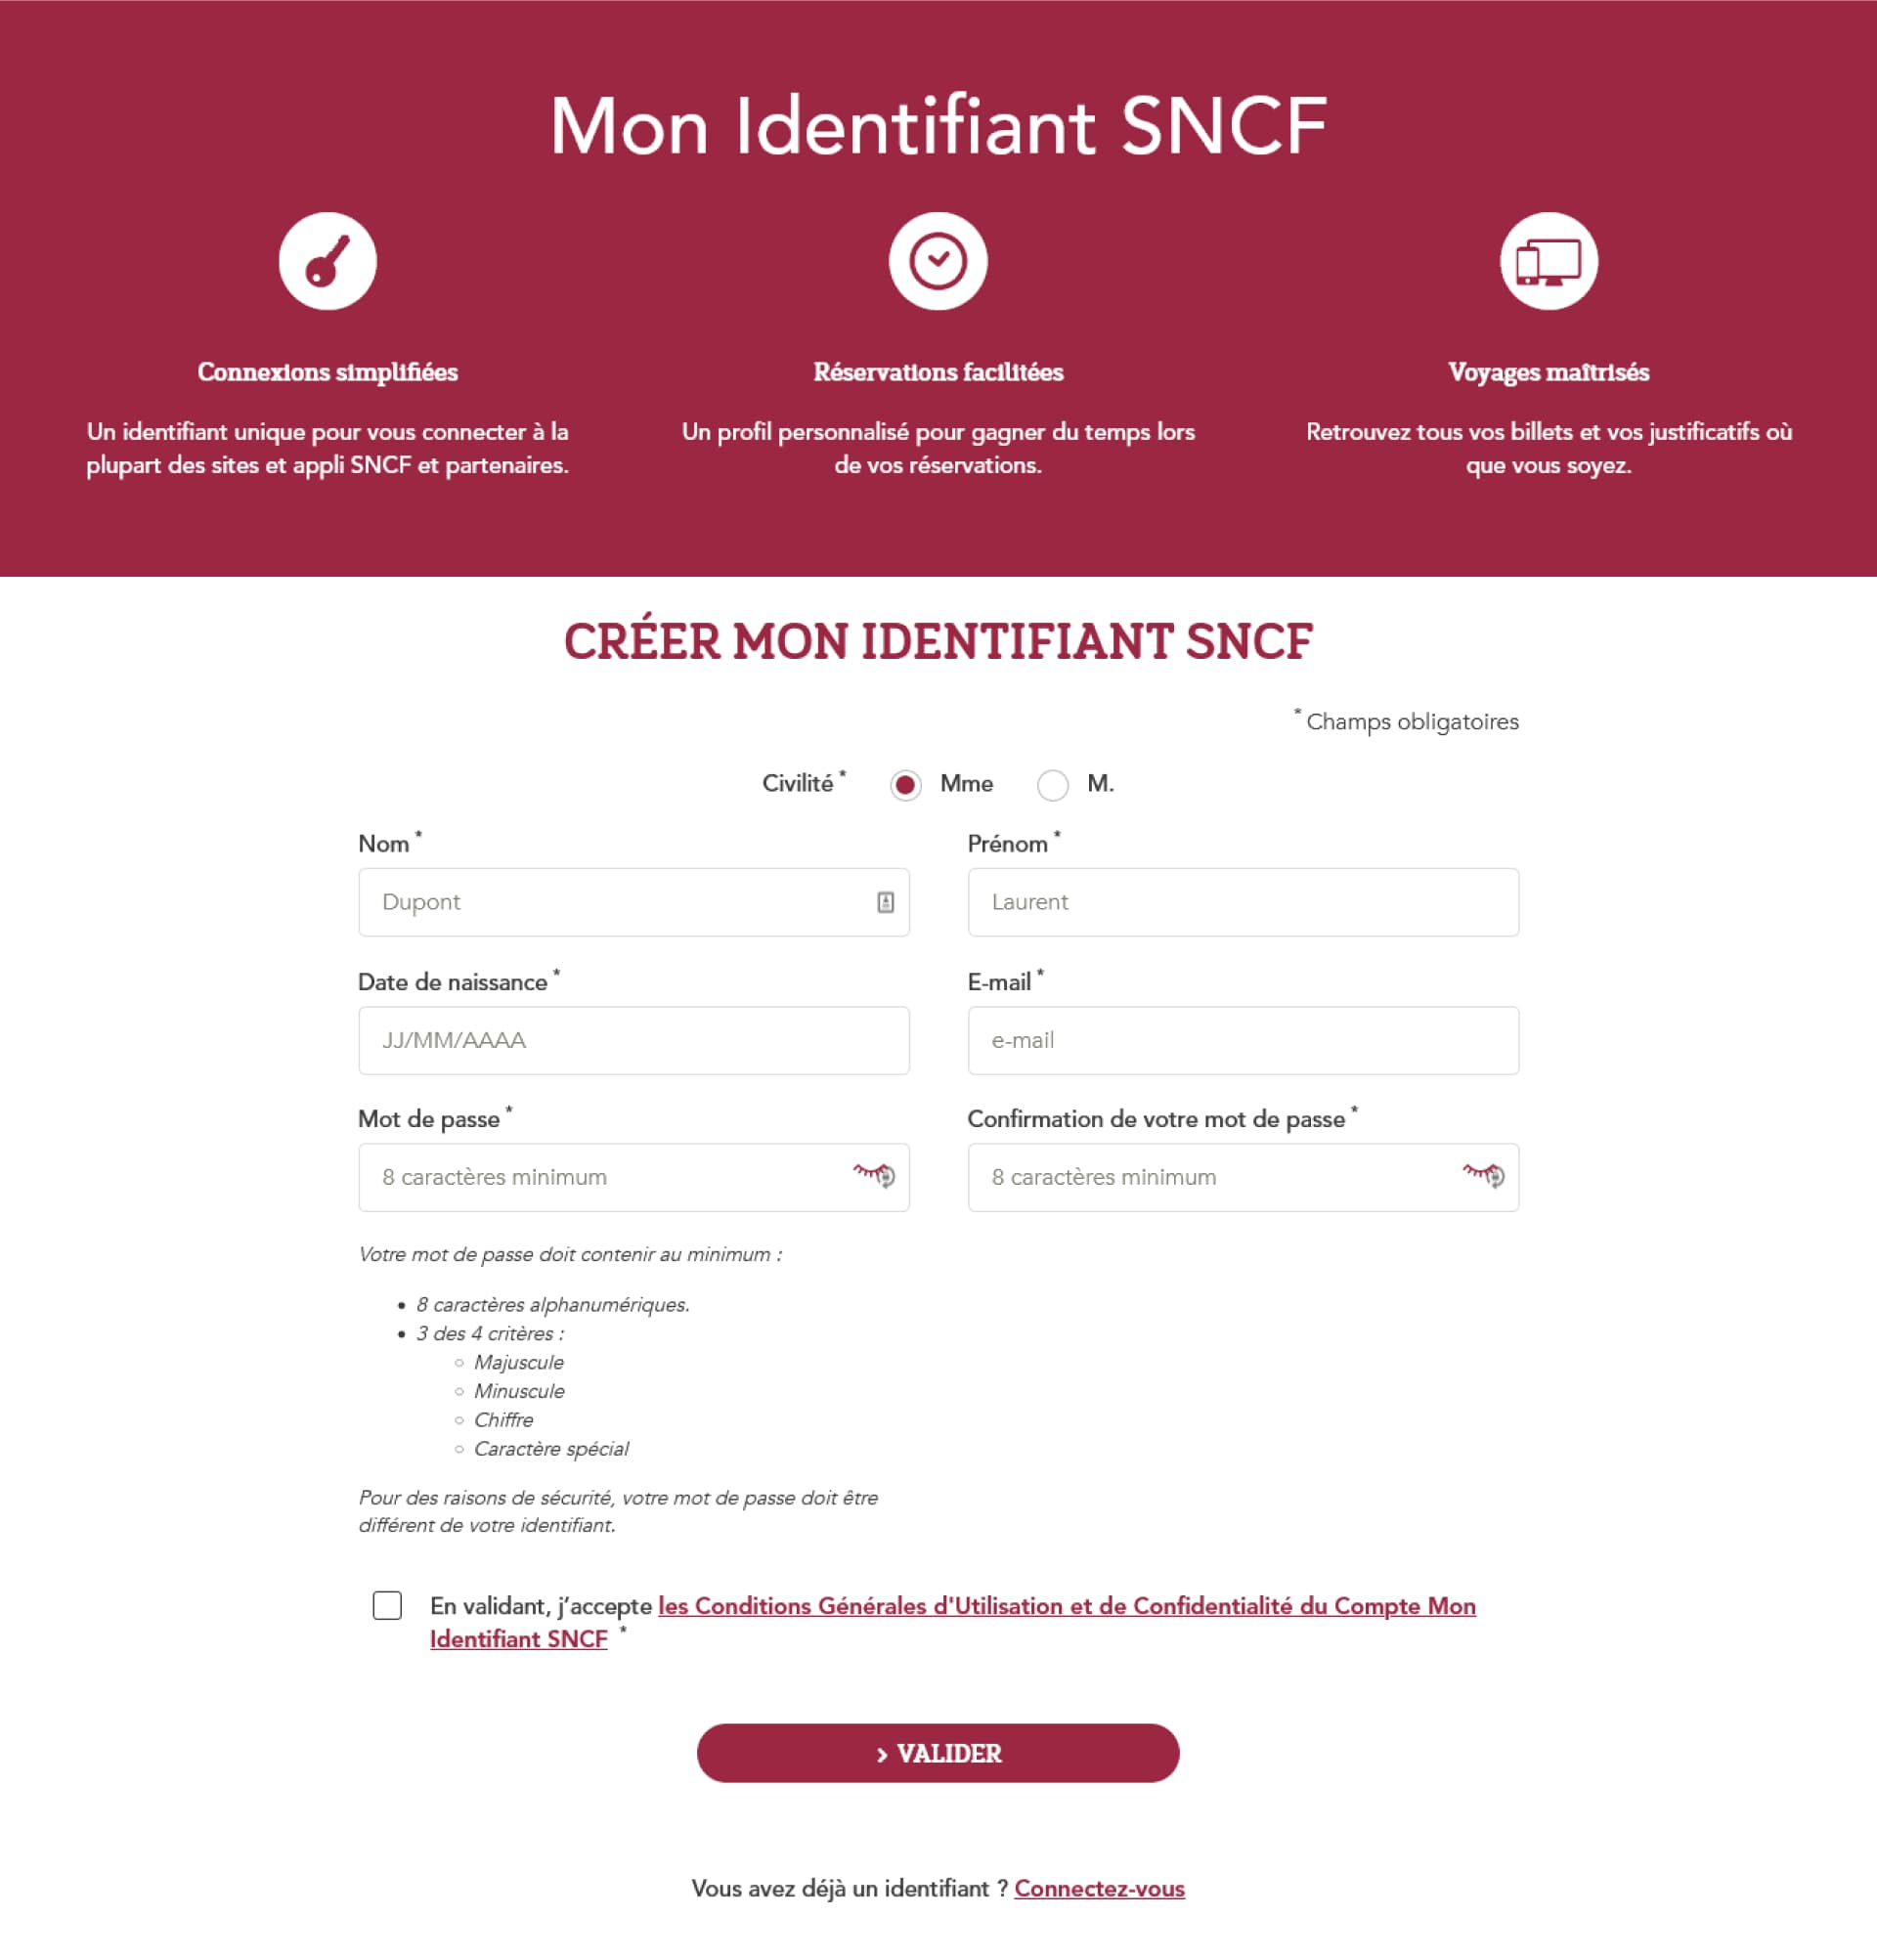 Mon Identifiant SNCF
Connexions simplifiées
Un identifiant unique pour vous connecter à la
plupart des sites et appli SNCF et partenaires.
Réservations facilitées
Un profil personnalisé pour gagner du temps lors
de vos réservations.
Voyages maîtrisés
Retrouvez tous vos billets et vos justificatifs où
que vous soyez.
CRÉER MON IDENTIFIANT SNCF
* Champs obligatoires
Civilité * Mme M.
Nom *
Dupont
Prénom *
Laurent
Date de naissance *
JJ/MM/AAAA
E-mail *
e-mail
Mot de passe *
8 caractères minimum
Confirmation de votre mot de passe *
8 caractères minimum
Votre mot de passe doit contenir au minimum :
• 8 caractères alphanumériques.
• 3 des 4 critères :
◦ Majuscule
◦ Minuscule
◦ Chiffre
◦ Caractère spécial
Pour des raisons de sécurité, votre mot de passe doit être
différent de votre identifiant.
En validant, j’accepte les Conditions Générales d'Utilisation et de Confidentialité du Compte Mon
Identifiant SNCF *
> VALIDER
Vous avez déjà un identifiant ? Connectez-vous